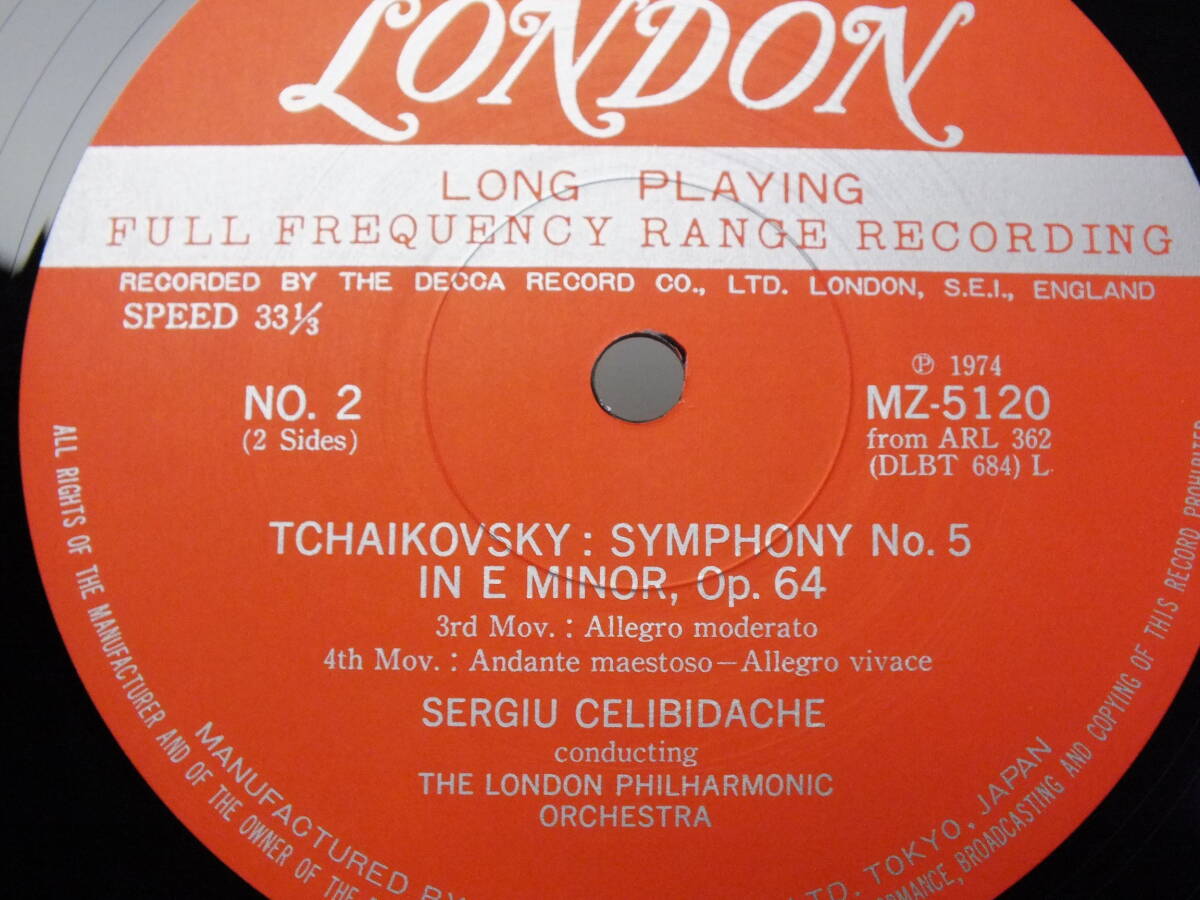 LONDON
LONG PLAYING
FULL FREQUENCY RANGE RECORDING
RECORDED BY THE DECCA RECORD CO., LTD. LONDON, S.E.I., ENGLAND
SPEED 33⅓
NO. 2
(2 Sides)
℗ 1974
MZ-5120
from ARL 362
(DLBT 684) L
TCHAIKOVSKY : SYMPHONY No. 5
IN E MINOR, Op. 64
3rd Mov. : Allegro moderato
4th Mov. : Andante maestoso—Allegro vivace
SERGIU CELIBIDACHE
conducting
THE LONDON PHILHARMONIC
ORCHESTRA
MANUFACTURED BY
LTD. TOKYO, JAPAN
ALL RIGHTS OF THE MANUFACTURER AND OF THE OWNER OF THE
BROADCASTING AND COPYING OF THIS RECORD PROHIBITED